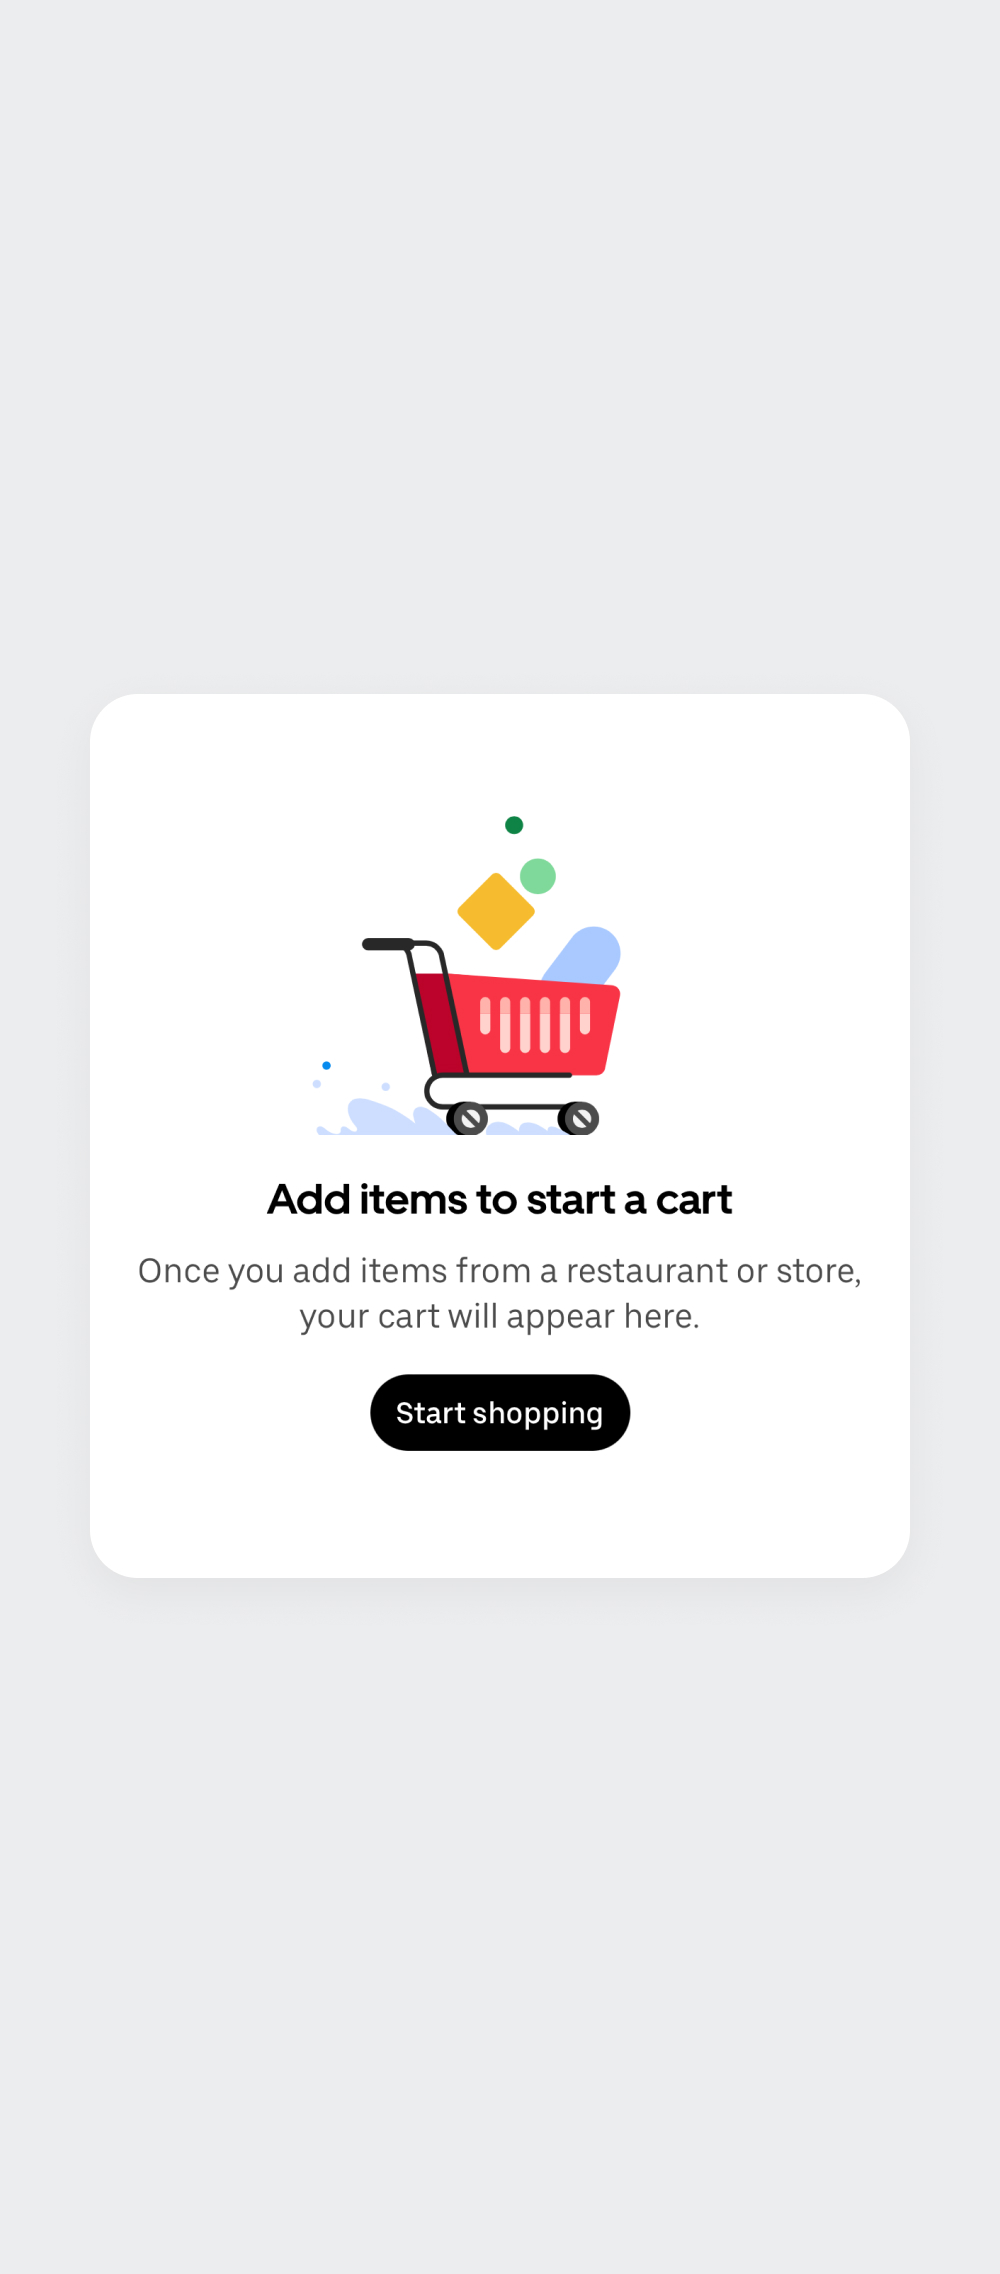 Add items to start a cart
Once you add items from a restaurant or store,
your cart will appear here.
Start shopping